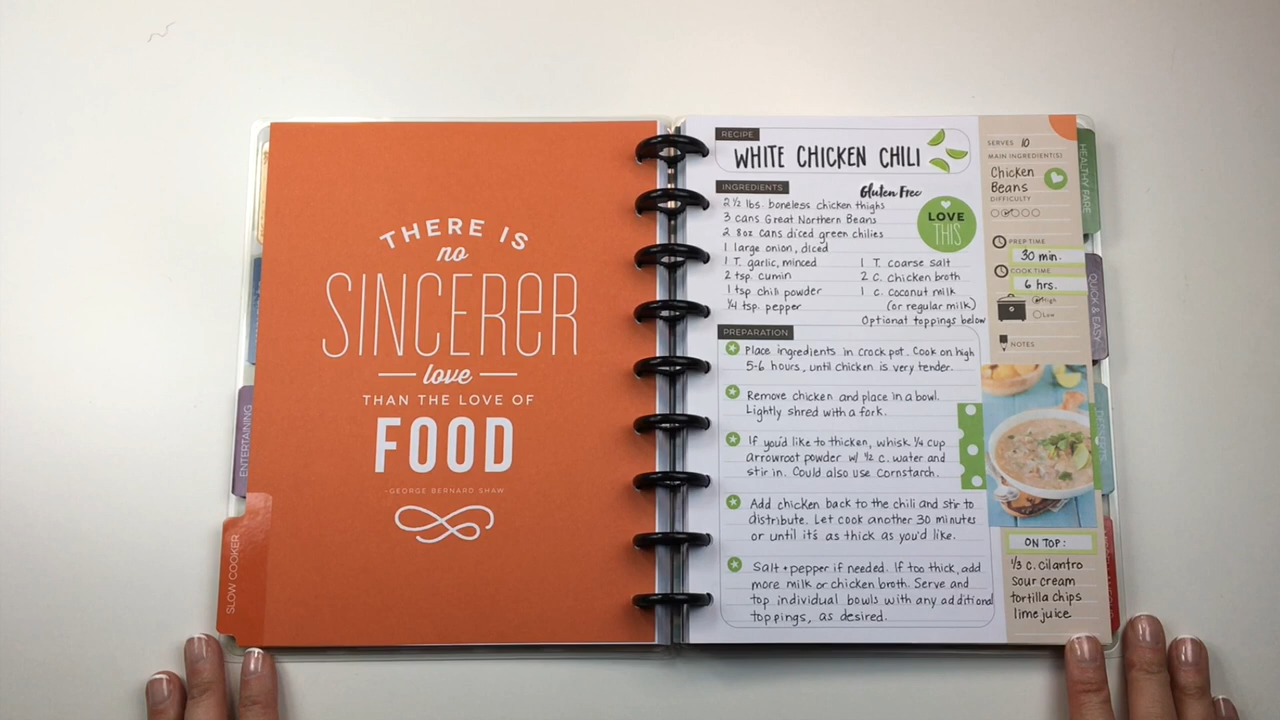 THERE IS
no
SINCERER
love
THAN THE LOVE OF
FOOD
-GEORGE BERNARD SHAW
ENTERTAINING
SLOW COOKER
RECIPE
WHITE CHICKEN CHILI
INGREDIENTS
Gluten Free
2 ½ lbs. boneless chicken thighs
3 cans Great Northern Beans
2 8oz cans diced green chilies
1 large onion, diced
1 T. garlic, minced
2 tsp. cumin
1 tsp chili powder
¼ tsp. pepper
1 T. coarse salt
2 C. chicken broth
1 c. coconut milk
(or regular milk)
Optional toppings below
LOVE
THIS
PREPARATION
Place ingredients in crock pot. Cook on high
5-6 hours, until chicken is very tender.
Remove chicken and place in a bowl.
Lightly shred with a fork.
If you'd like to thicken, whisk ¼ cup
arrowroot powder w/ ½ c. water and
stir in. Could also use cornstarch.
Add chicken back to the chili and stir to
distribute. Let cook another 30 minutes
or until it's as thick as you'd like.
Salt + pepper if needed. If too thick, add
more milk or chicken broth. Serve and
top individual bowls with any additional
toppings, as desired.
SERVES 10
MAIN INGREDIENT(S)
Chicken
Beans
DIFFICULTY
PREP TIME
30 min.
COOK TIME
6 hrs.
High
Low
NOTES
ON TOP:
⅓ c. cilantro
sour cream
tortilla chips
lime juice
HEALTHY FARE
QUICK & EASY
DESSERTS